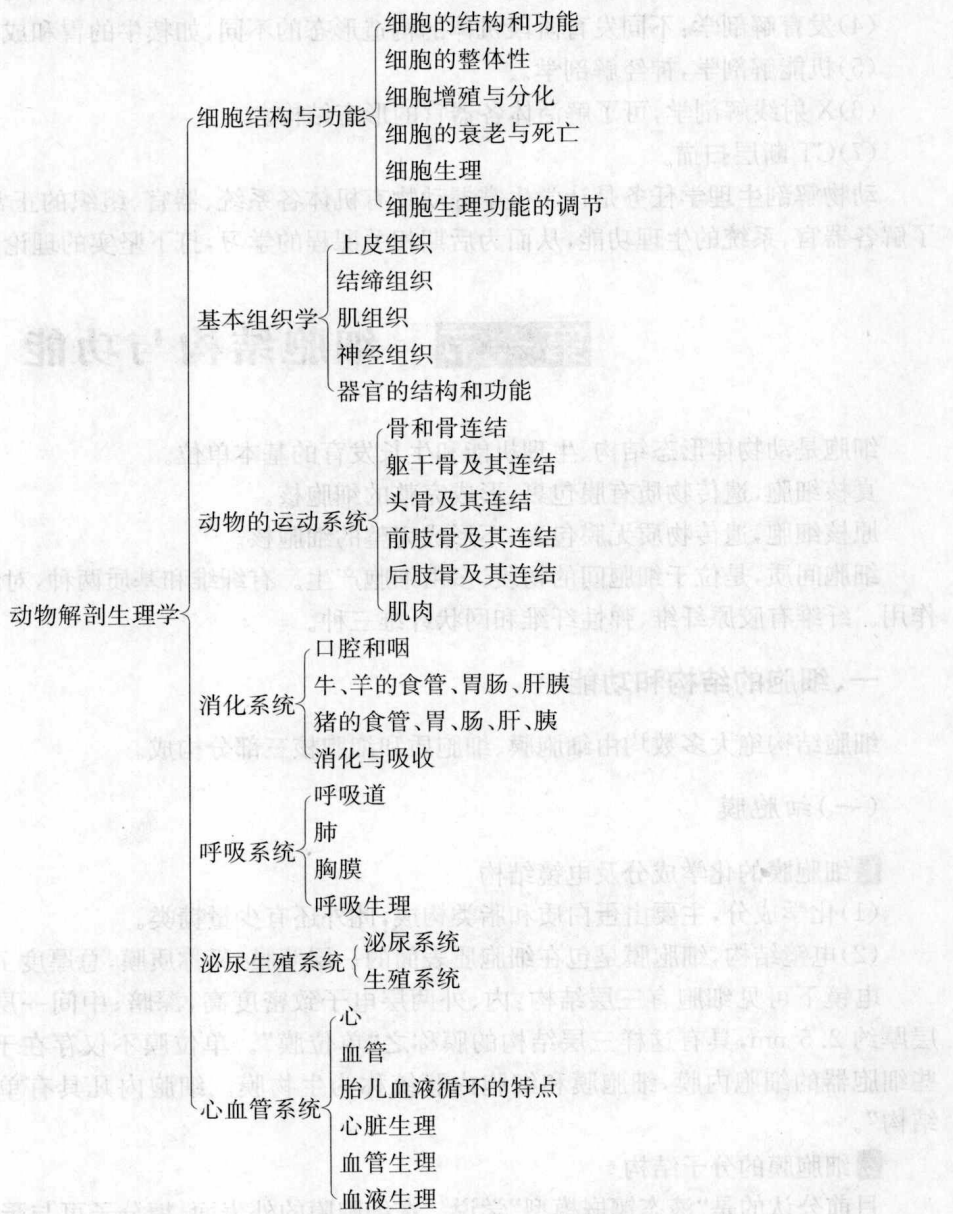 细胞的结构和功能
细胞的整体性
细胞增殖与分化
细胞结构与功能
细胞的衰老与死亡
细胞生理
细胞生理功能的调节
上皮组织
结缔组织
基本组织学
肌组织
神经组织
器官的结构和功能
骨和骨连结
躯干骨及其连结
头骨及其连结
动物的运动系统
前肢骨及其连结
后肢骨及其连结
肌肉
动物解剖生理学
口腔和咽
牛、羊的食管、胃肠、肝胰
消化系统
猪的食管、胃、肠、肝、胰
消化与吸收
呼吸道
肺
呼吸系统
胸膜
呼吸生理
泌尿系统
泌尿生殖系统
生殖系统
心
血管
胎儿血液循环的特点
心血管系统
心脏生理
血管生理
血液生理